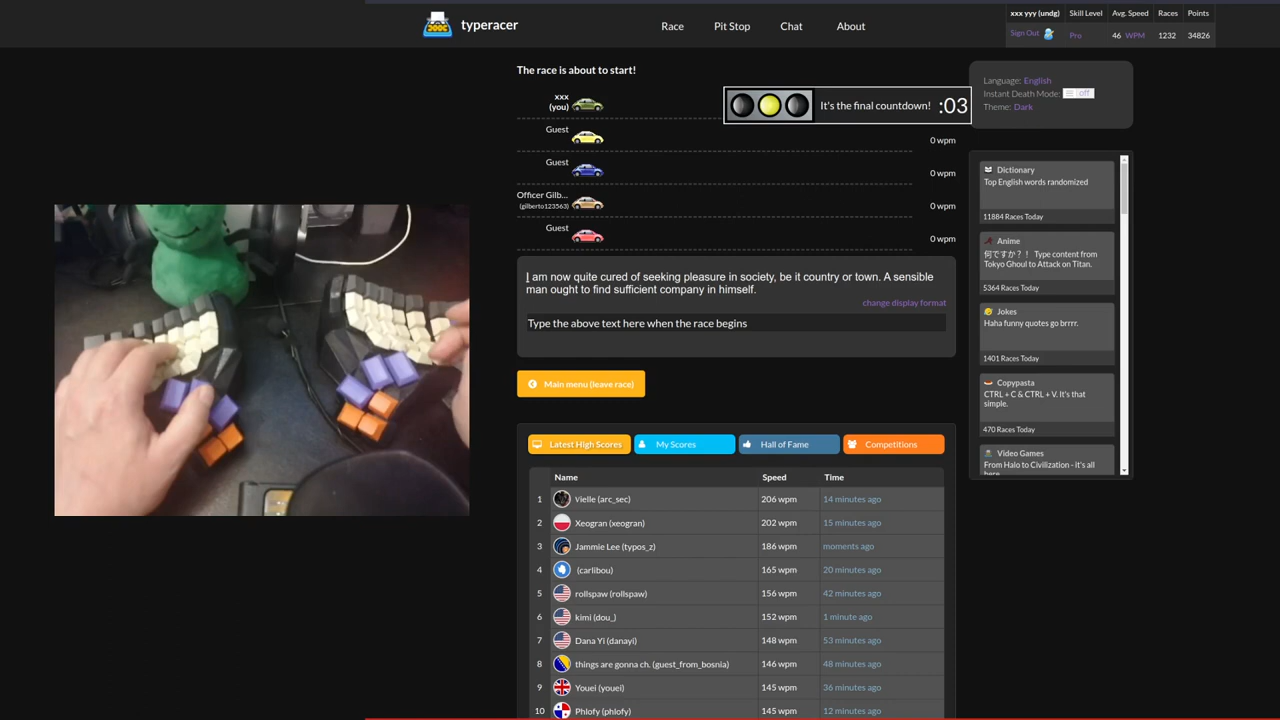 typeracer
Race
Pit Stop
Chat
About
xxx yyy (undg)
Skill Level
Avg. Speed
Races
Points
Sign Out
Pro
46 WPM
1232
34826
The race is about to start!
xxx
(you)
It's the final countdown! :03
Guest
0 wpm
Guest
0 wpm
Officer Gilb...
(gilberto123563)
0 wpm
Guest
0 wpm
I am now quite cured of seeking pleasure in society, be it country or town. A sensible
man ought to find sufficient company in himself.
change display format
Type the above text here when the race begins
Main menu (leave race)
Latest High Scores
My Scores
Hall of Fame
Competitions
Name
Speed
Time
1 Vielle (arc_sec) 206 wpm 14 minutes ago
2 Xeogran (xeogran) 202 wpm 15 minutes ago
3 Jammie Lee (typos_z) 186 wpm moments ago
4 (carlibou) 165 wpm 20 minutes ago
5 rollspaw (rollspaw) 156 wpm 42 minutes ago
6 kimi (dou_) 152 wpm 1 minute ago
7 Dana Yi (danayi) 148 wpm 53 minutes ago
8 things are gonna ch. (guest_from_bosnia) 146 wpm 48 minutes ago
9 Youei (youei) 145 wpm 36 minutes ago
10 Phlofy (phlofy) 145 wpm 12 minutes ago
Language: English
Instant Death Mode: off
Theme: Dark
Dictionary
Top English words randomized
11884 Races Today
Anime
何ですか？！ Type content from
Tokyo Ghoul to Attack on Titan.
5364 Races Today
Jokes
Haha funny quotes go brrrr.
1401 Races Today
Copypasta
CTRL + C & CTRL + V. It's that
simple.
470 Races Today
Video Games
From Halo to Civilization - it's all
here